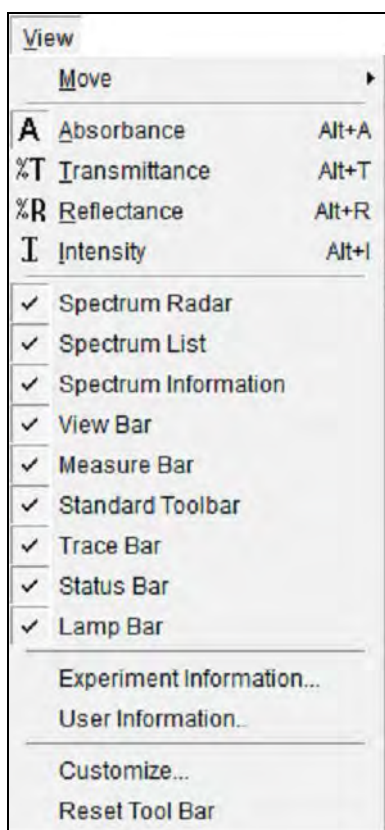 View
Move
A Absorbance Alt+A
%T Transmittance Alt+T
%R Reflectance Alt+R
I Intensity Alt+I
Spectrum Radar
Spectrum List
Spectrum Information
View Bar
Measure Bar
Standard Toolbar
Trace Bar
Status Bar
Lamp Bar
Experiment Information...
User Information..
Customize...
Reset Tool Bar